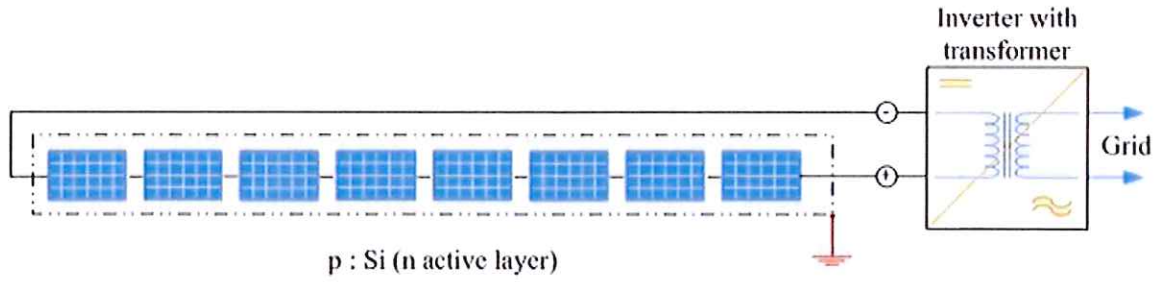 Inverter with
transformer
-
+
Grid
p : Si (n active layer)